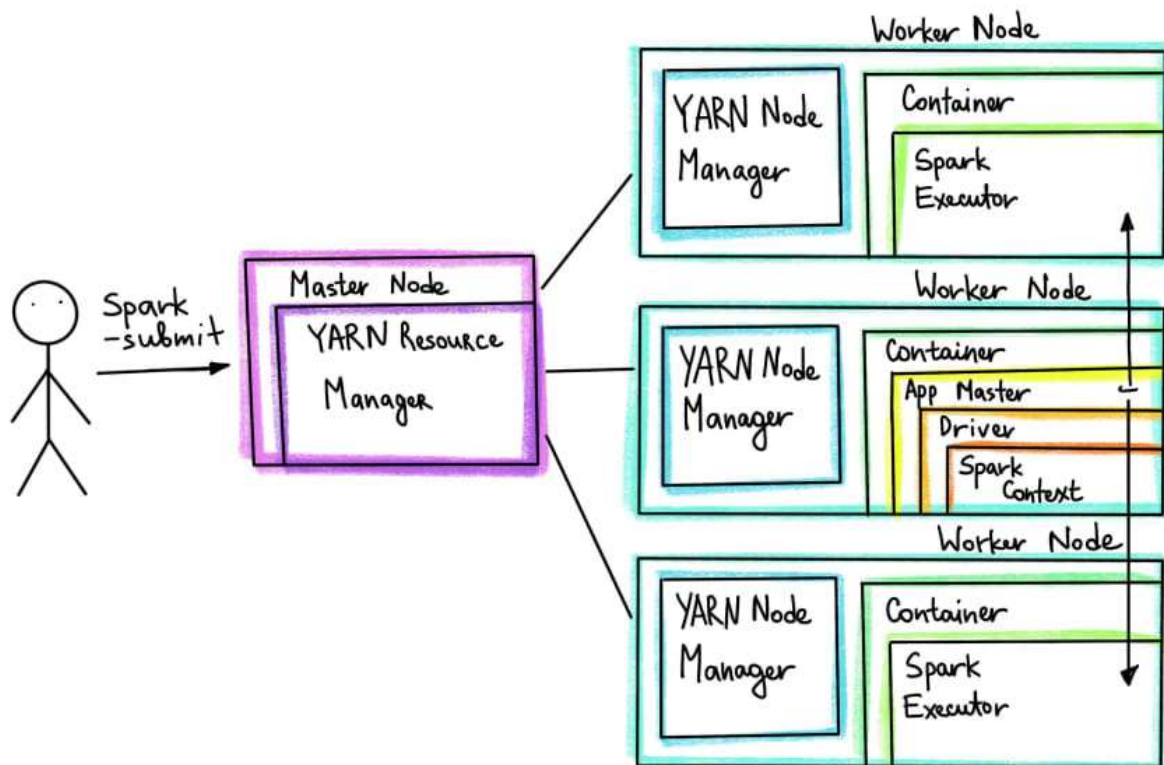 Spark
-submit
Master Node
YARN Resource
Manager
Worker Node
YARN Node
Manager
Container
Spark
Executor
Worker Node
YARN Node
Manager
Container
App Master
Driver
Spark
Context
Worker Node
YARN Node
Manager
Container
Spark
Executor